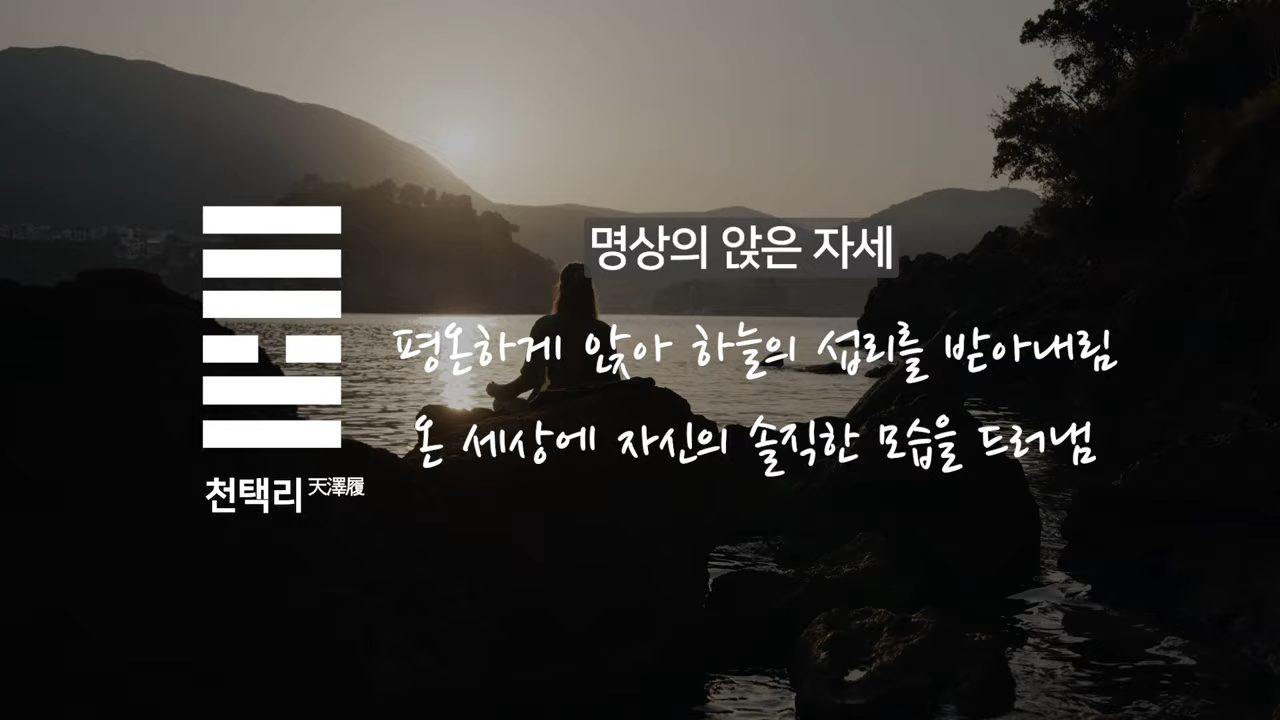 명상의 앉은 자세
평온하게 앉아 하늘의 섭리를 받아내림
온 세상에 자신의 솔직한 모습을 드러냄
천택리 天澤履